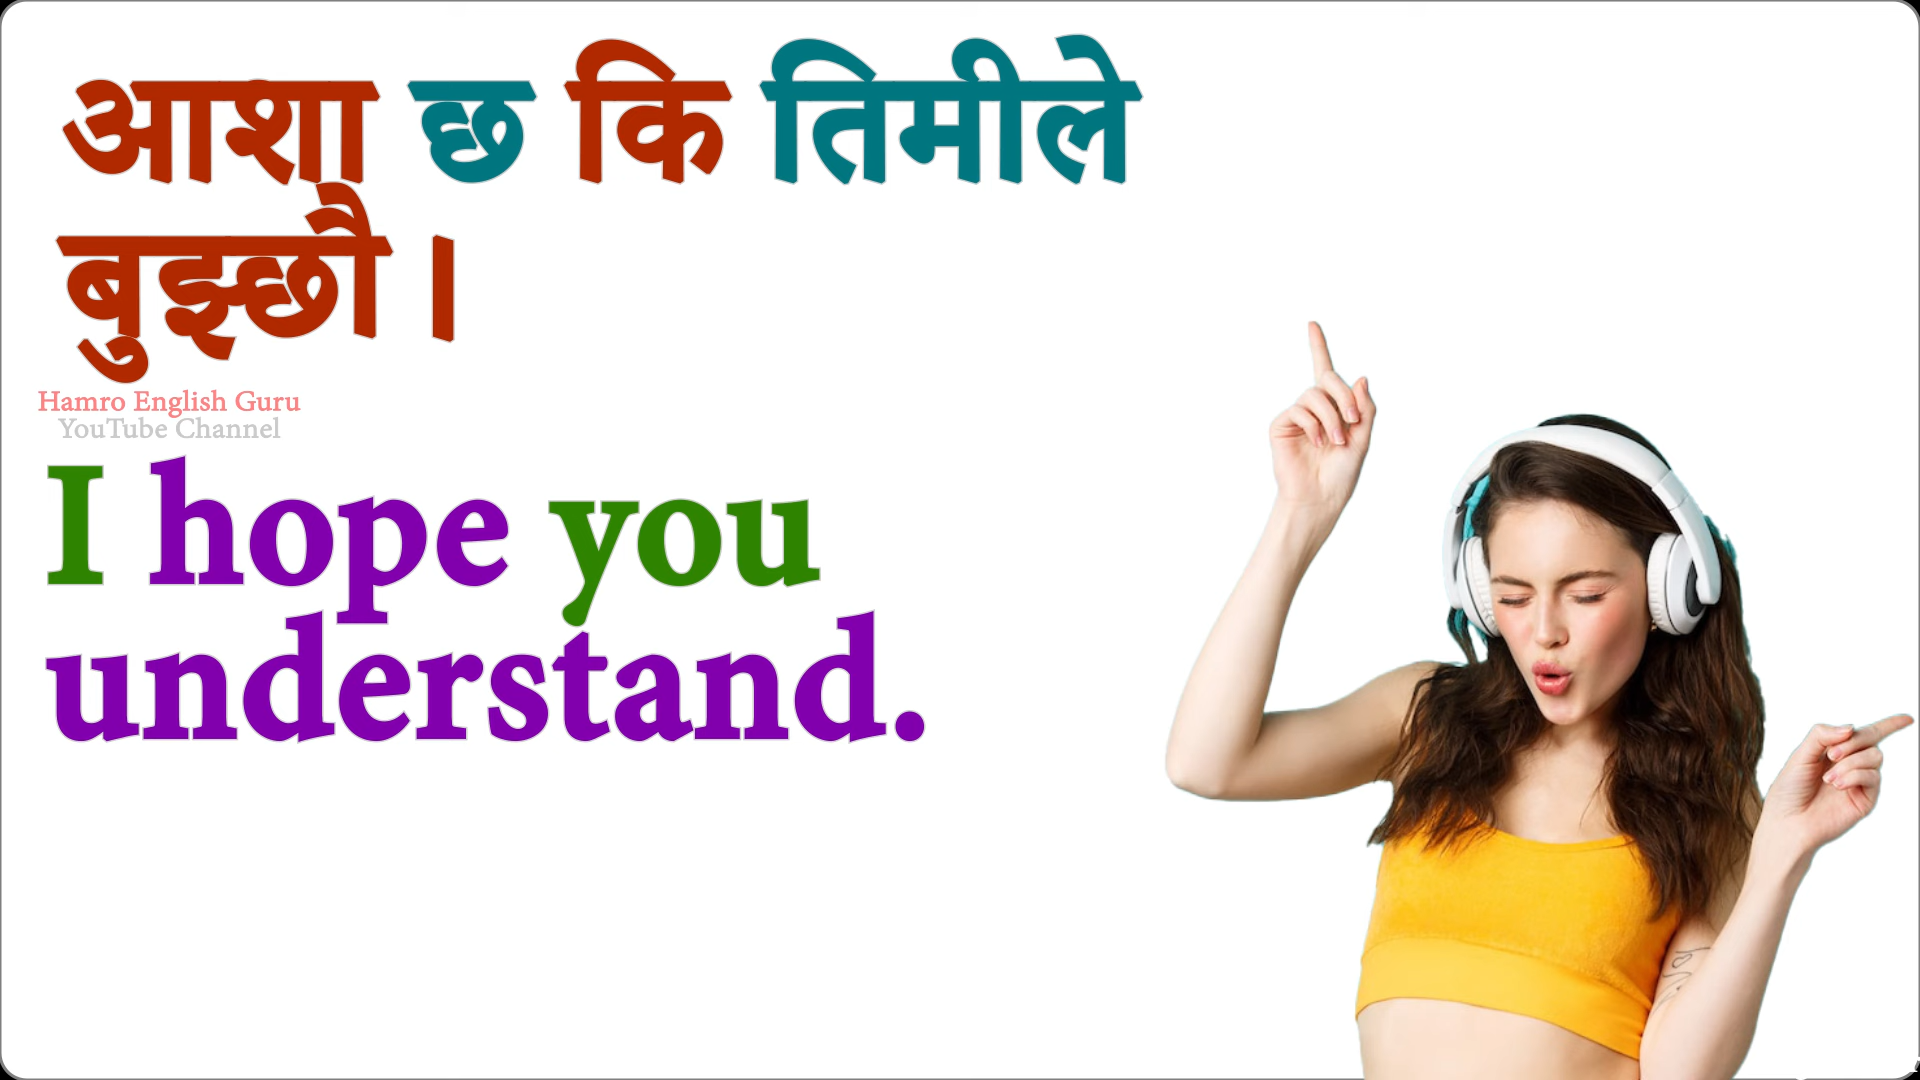 आशा छ कि तिमीले
बुझ्छौ ।
Hamro English Guru
YouTube Channel
I hope you
understand.